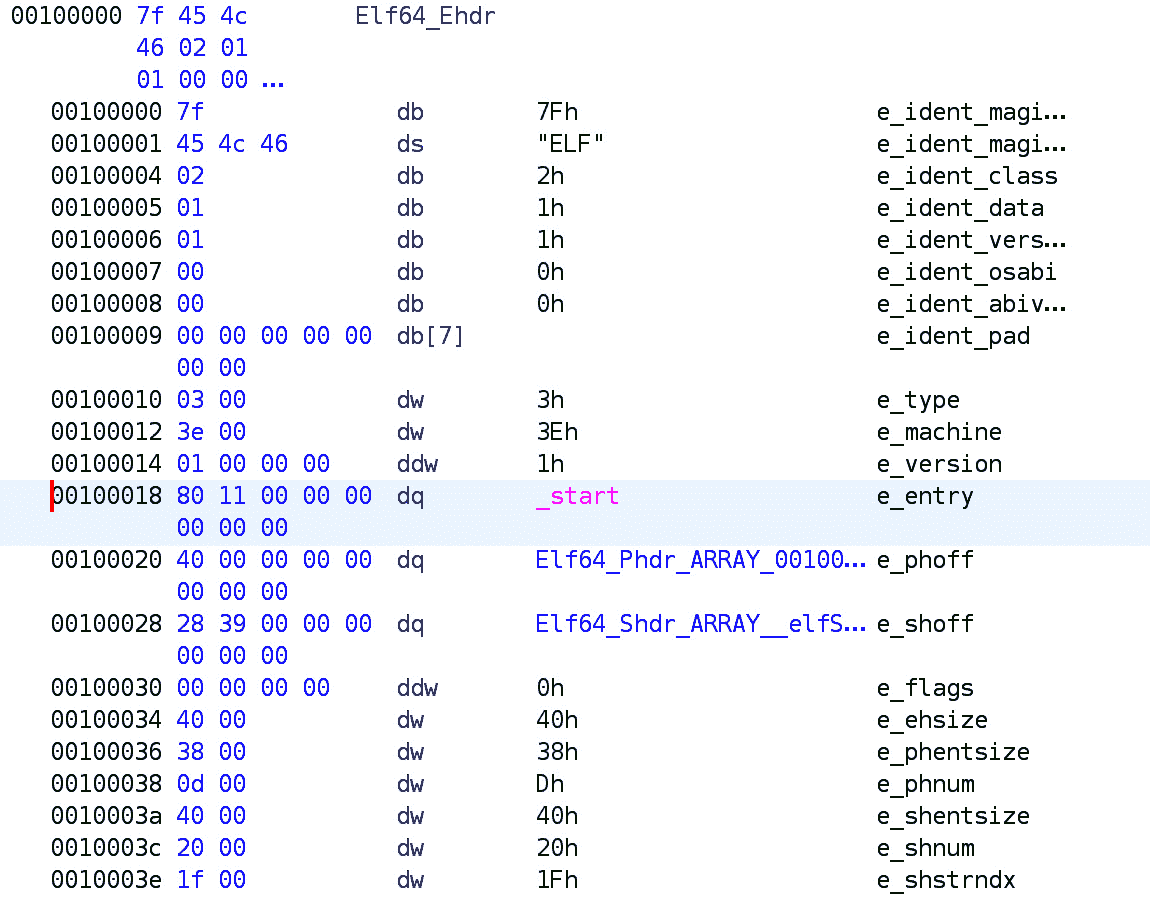 00100000 7f 45 4c Elf64_Ehdr
46 02 01
01 00 00 ...
00100000 7f db 7Fh e_ident_magi...
00100001 45 4c 46 ds "ELF" e_ident_magi...
00100004 02 db 2h e_ident_class
00100005 01 db 1h e_ident_data
00100006 01 db 1h e_ident_vers...
00100007 00 db 0h e_ident_osabi
00100008 00 db 0h e_ident_abiv...
00100009 00 00 00 00 00 db[7] e_ident_pad
00 00
00100010 03 00 dw 3h e_type
00100012 3e 00 dw 3Eh e_machine
00100014 01 00 00 00 ddw 1h e_version
00100018 80 11 00 00 00 dq _start e_entry
00 00 00
00100020 40 00 00 00 00 dq Elf64_Phdr_ARRAY_00100... e_phoff
00 00 00
00100028 28 39 00 00 00 dq Elf64_Shdr_ARRAY__elfS... e_shoff
00 00 00
00100030 00 00 00 00 ddw 0h e_flags
00100034 40 00 dw 40h e_ehsize
00100036 38 00 dw 38h e_phentsize
00100038 0d 00 dw Dh e_phnum
0010003a 40 00 dw 40h e_shentsize
0010003c 20 00 dw 20h e_shnum
0010003e 1f 00 dw 1Fh e_shstrndx